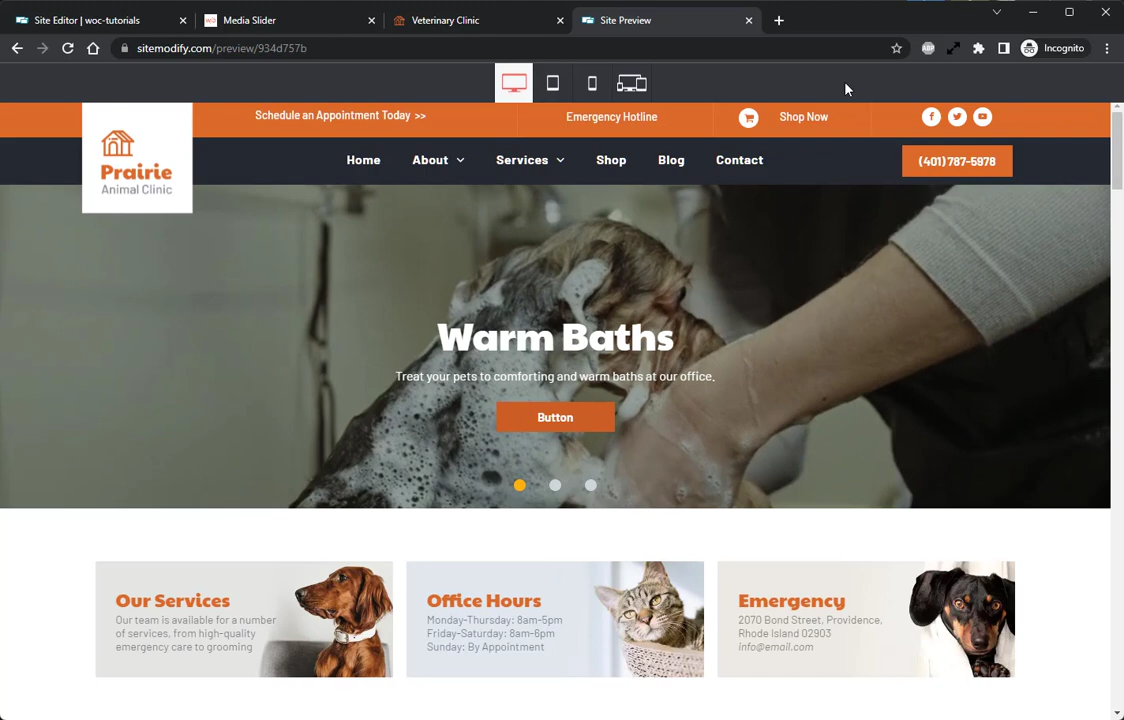 Site Editor | woc-tutorials
Media Slider
Veterinary Clinic
Site Preview
sitemodify.com/preview/934d757b
ABP
Incognito
Schedule an Appointment Today >>
Emergency Hotline
Shop Now
Prairie
Animal Clinic
Home
About
Services
Shop
Blog
Contact
(401) 787-5978
Warm Baths
Treat your pets to comforting and warm baths at our office.
Button
Our Services
Our team is available for a number
of services, from high-quality
emergency care to grooming
Office Hours
Monday-Thursday: 8am-5pm
Friday-Saturday: 8am-6pm
Sunday: By Appointment
Emergency
2070 Bond Street, Providence,
Rhode Island 02903
info@email.com